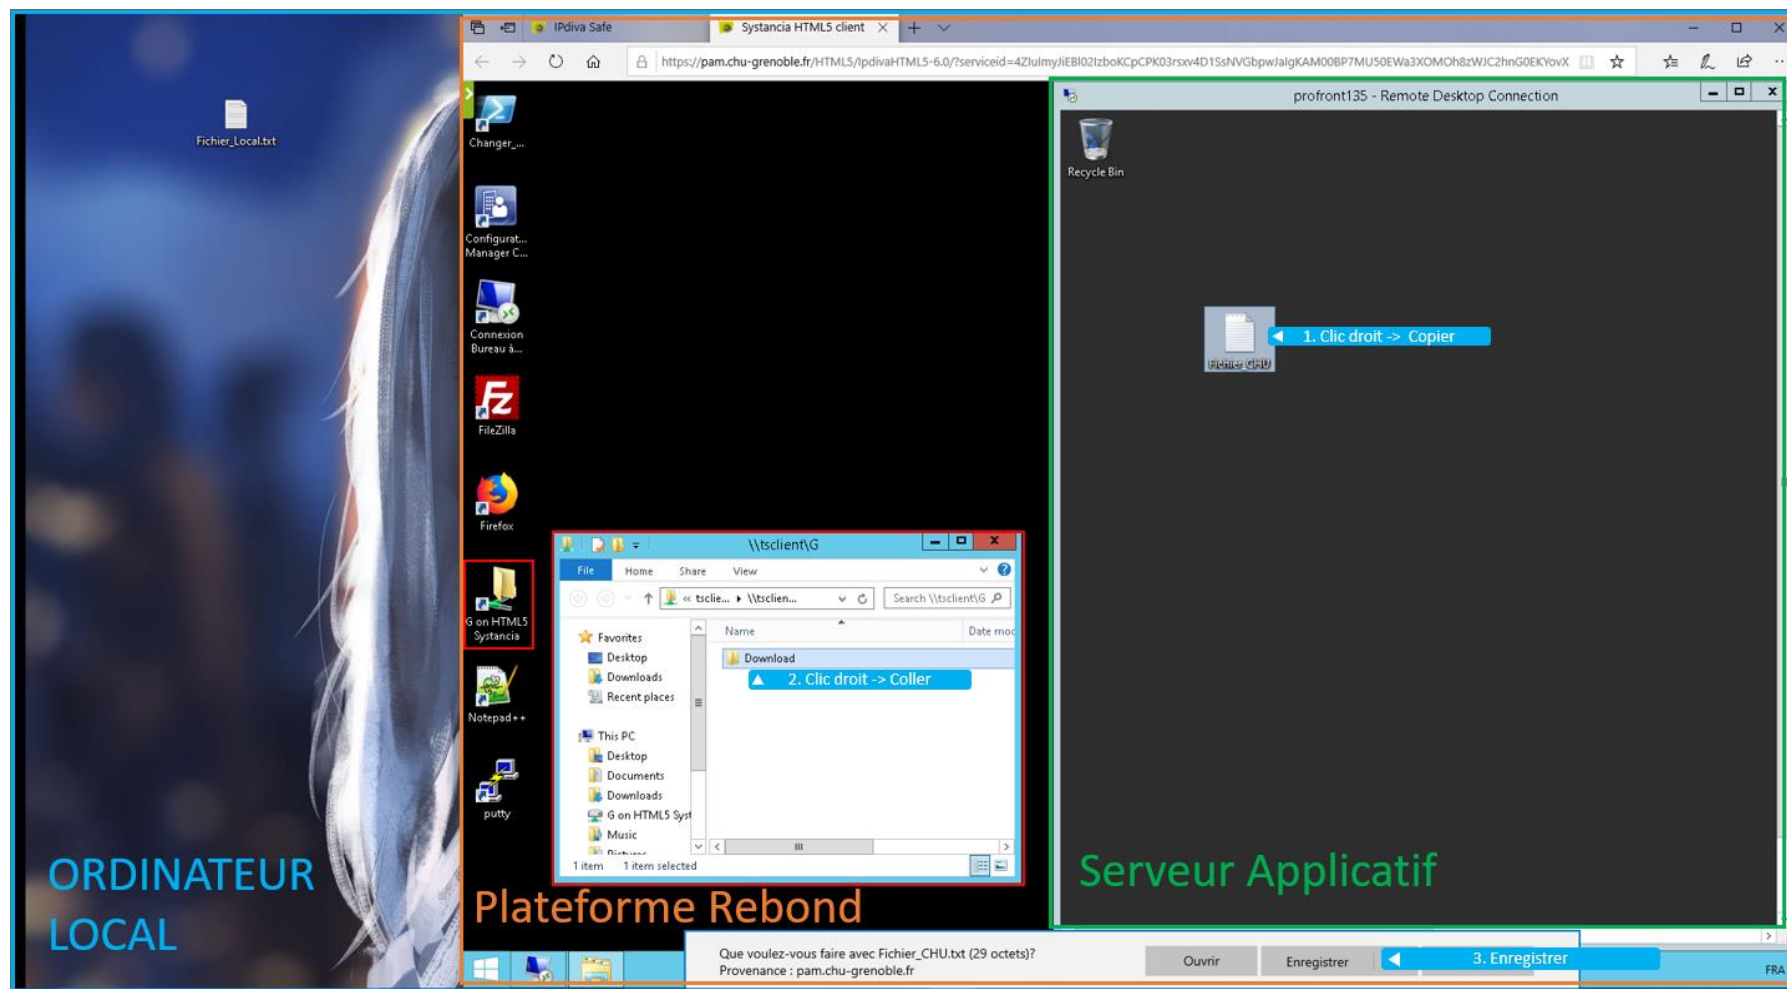 IPdiva Safe
Systancia HTML5 client
https://pam.chu-grenoble.fr/HTML5/IpdivaHTML5-6.0/?serviceid=4ZIuImyJiEBl02IzboKCpCPK03rsxv4D1SsNVGbpwJaIgKAM00BP7MU50EWa3XOMOh8zWJC2hnG0EKYovX
Fichier_Local.txt
Changer_...
Configurat...
Manager C...
Connexion
Bureau à...
FileZilla
Firefox
G on HTML5
Systancia
Notepad++
putty
profront135 - Remote Desktop Connection
Recycle Bin
1. Clic droit -> Copier
Fichier_CHU
\\tsclient\G
File Home Share View
« tsclie... \\tsclien...
Search \\tsclient\G
Name
Date mod
Favorites
Desktop
Downloads
Recent places
This PC
Desktop
Documents
Downloads
G on HTML5 Syst
Music
Pictures
Download
2. Clic droit -> Coller
1 item 1 item selected
ORDINATEUR
LOCAL
Plateforme Rebond
Serveur Applicatif
Que voulez-vous faire avec Fichier_CHU.txt (29 octets)?
Provenance : pam.chu-grenoble.fr
Ouvrir
Enregistrer
3. Enregistrer
FRA